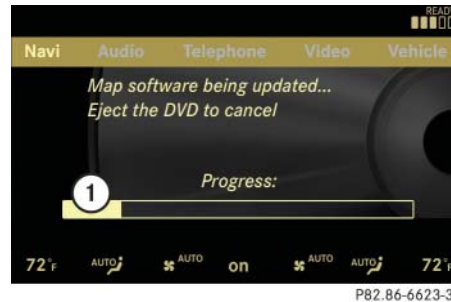 READY
Navi Audio Telephone Video Vehicle
Map software being updated...
Eject the DVD to cancel
1
Progress:
72°F AUTO AUTO on AUTO AUTO 72°F
P82.86-6623-3